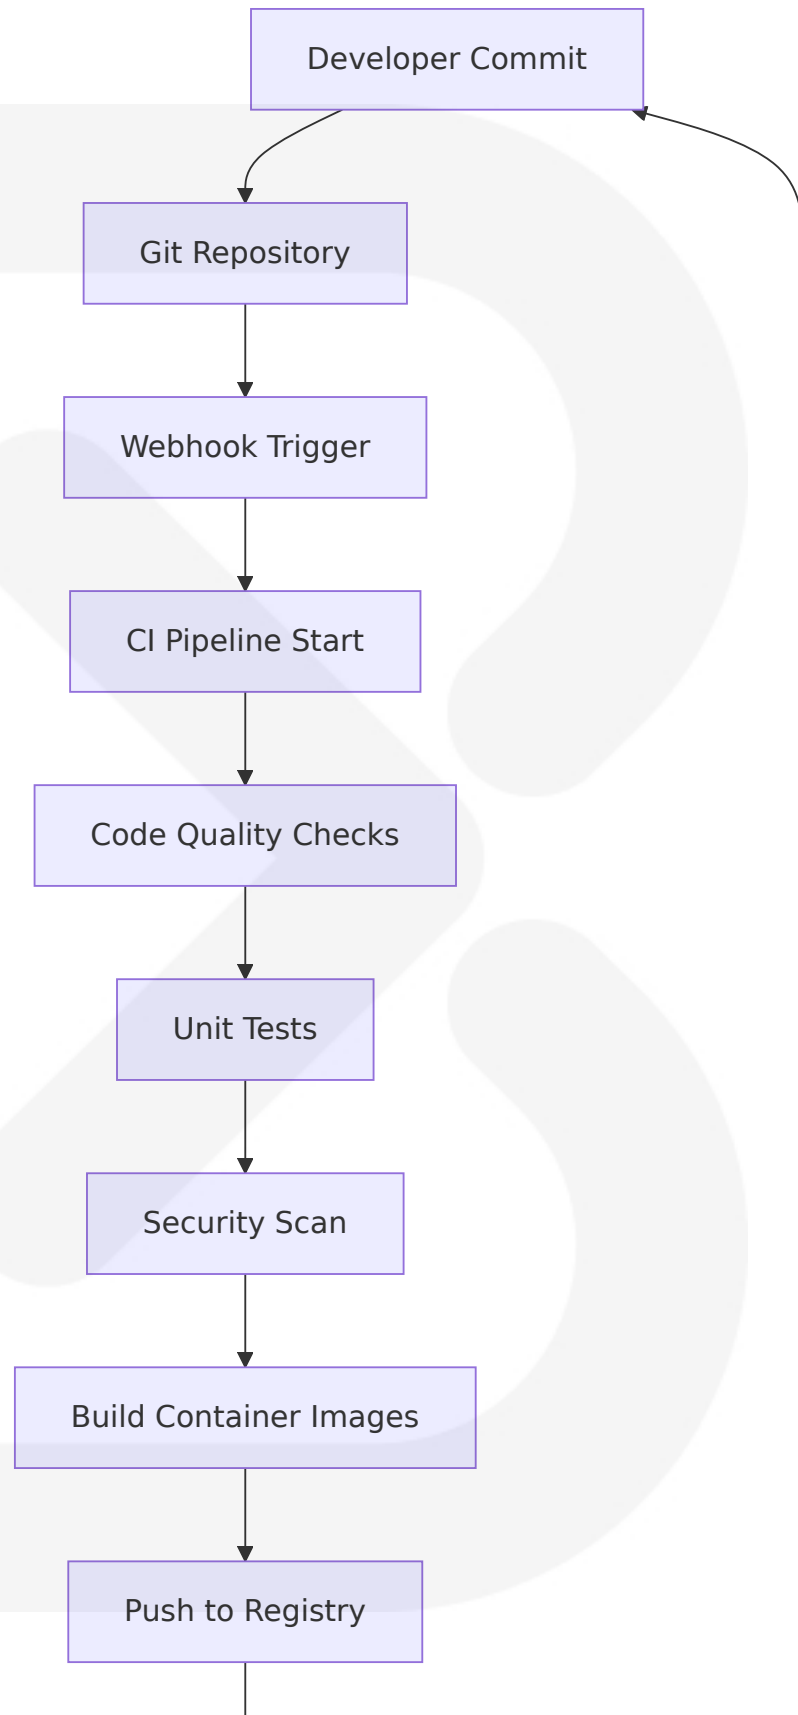 Developer Commit
Git Repository
Webhook Trigger
CI Pipeline Start
Code Quality Checks
Unit Tests
Security Scan
Build Container Images
Push to Registry